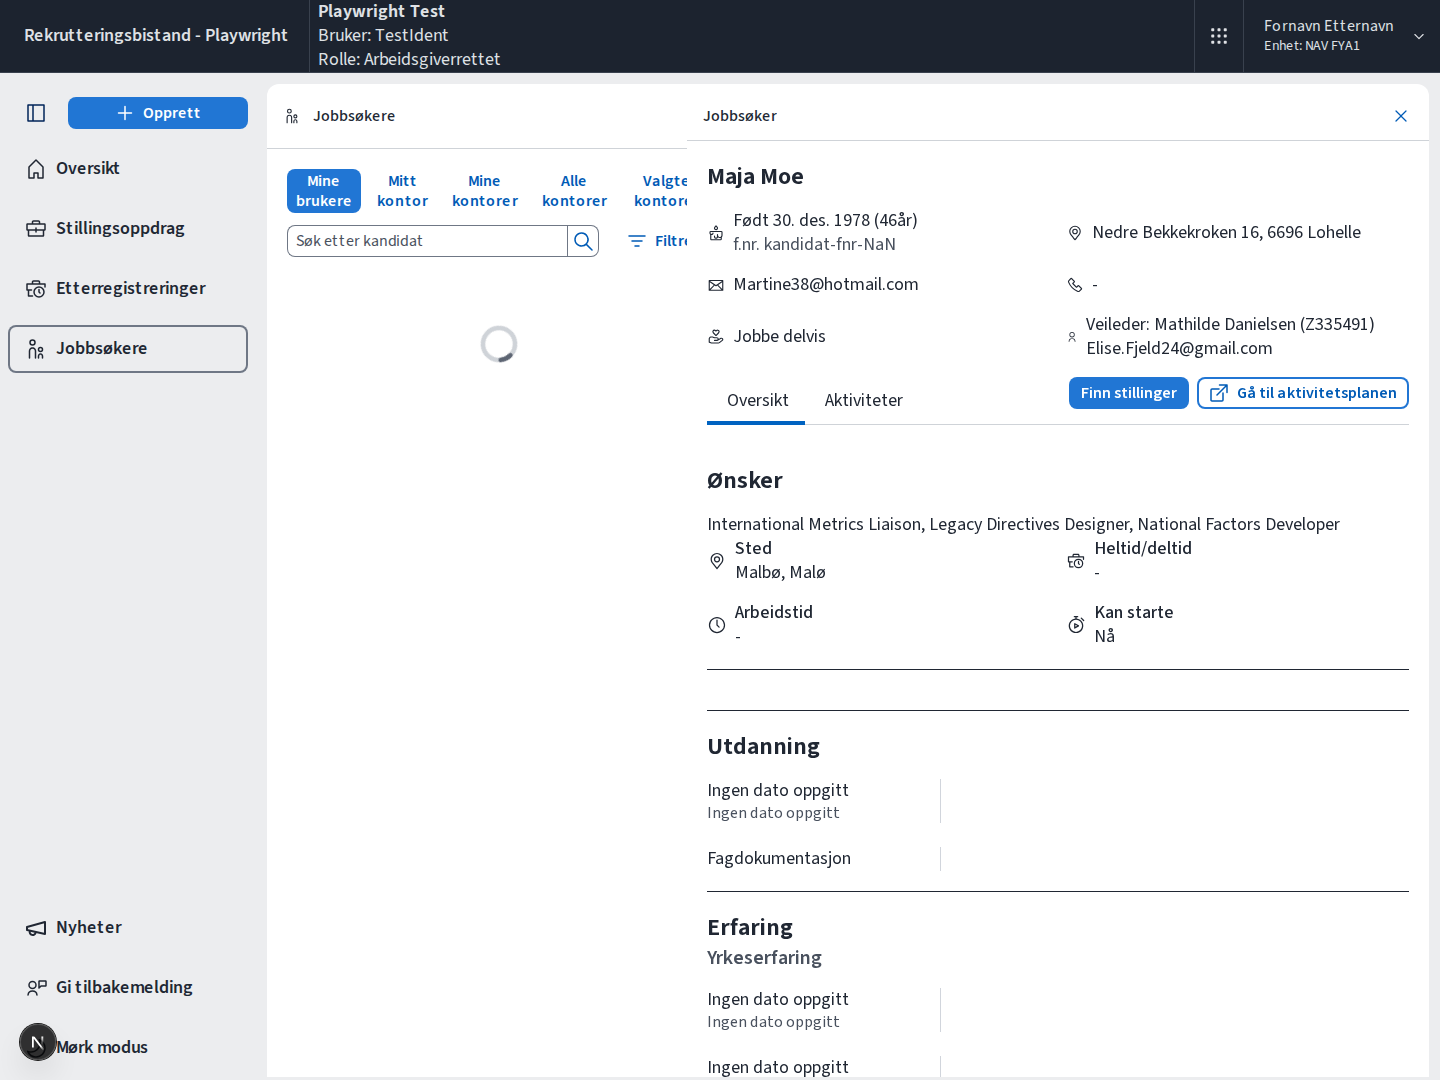 Rekrutteringsbistand - Playwright
Playwright Test
Bruker: TestIdent
Rolle: Arbeidsgiverrettet
Fornavn Etternavn
Enhet: NAV FYA1
Opprett
Oversikt
Stillingsoppdrag
Etterregistreringer
Jobbsøkere
Nyheter
Gi tilbakemelding
N
Mørk modus
Jobbsøkere
Mine brukere
Mitt kontor
Mine kontorer
Alle kontorer
Valgte kontore
Søk etter kandidat
Filtre
Jobbsøker
Maja Moe
Født 30. des. 1978 (46år)
f.nr. kandidat-fnr-NaN
Nedre Bekkekroken 16, 6696 Lohelle
Martine38@hotmail.com
-
Jobbe delvis
Veileder: Mathilde Danielsen (Z335491)
Elise.Fjeld24@gmail.com
Oversikt
Aktiviteter
Finn stillinger
Gå til aktivitetsplanen
Ønsker
International Metrics Liaison, Legacy Directives Designer, National Factors Developer
Sted
Malbø, Malø
Heltid/deltid
-
Arbeidstid
-
Kan starte
Nå
Utdanning
Ingen dato oppgitt
Ingen dato oppgitt
Fagdokumentasjon
Erfaring
Yrkeserfaring
Ingen dato oppgitt
Ingen dato oppgitt
Ingen dato oppgitt